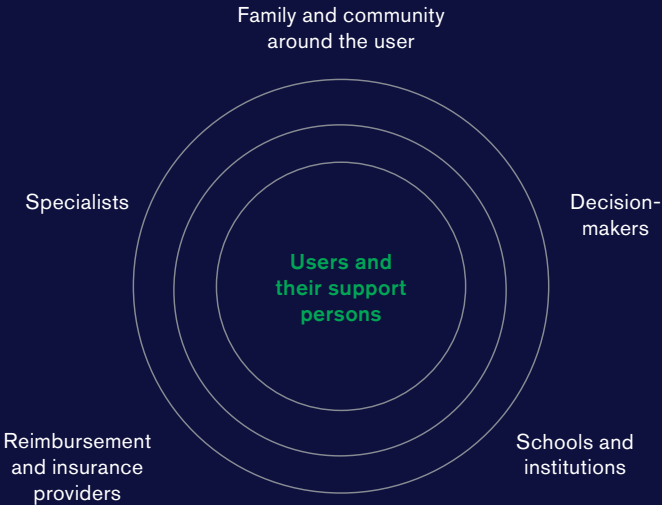 Family and community
around the user
Specialists
Decision-
makers
Users and
their support
persons
Reimbursement
and insurance
providers
Schools and
institutions